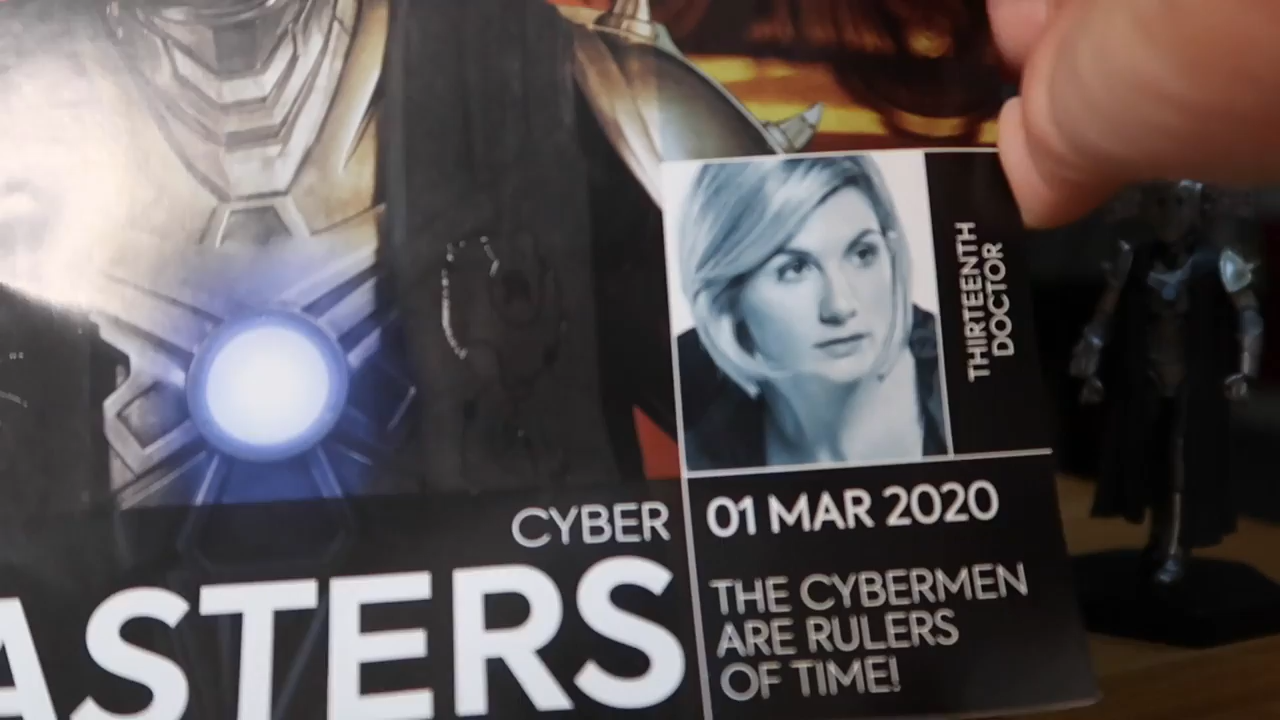 THIRTEENTH
DOCTOR
CYBER
ASTERS
01 MAR 2020
THE CYBERMEN
ARE RULERS
OF TIME!